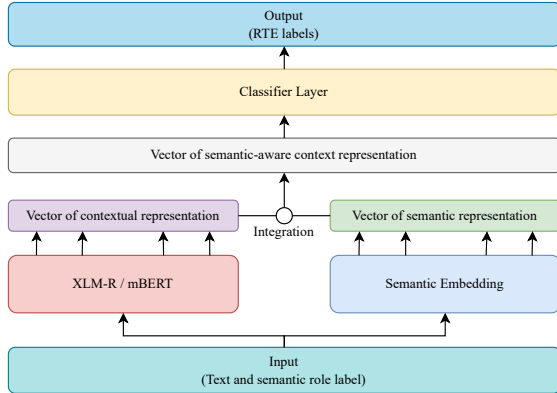 Output
(RTE labels)
Classifier Layer
Vector of semantic-aware context representation
Vector of contextual representation
Integration
Vector of semantic representation
XLM-R / mBERT
Semantic Embedding
Input
(Text and semantic role label)